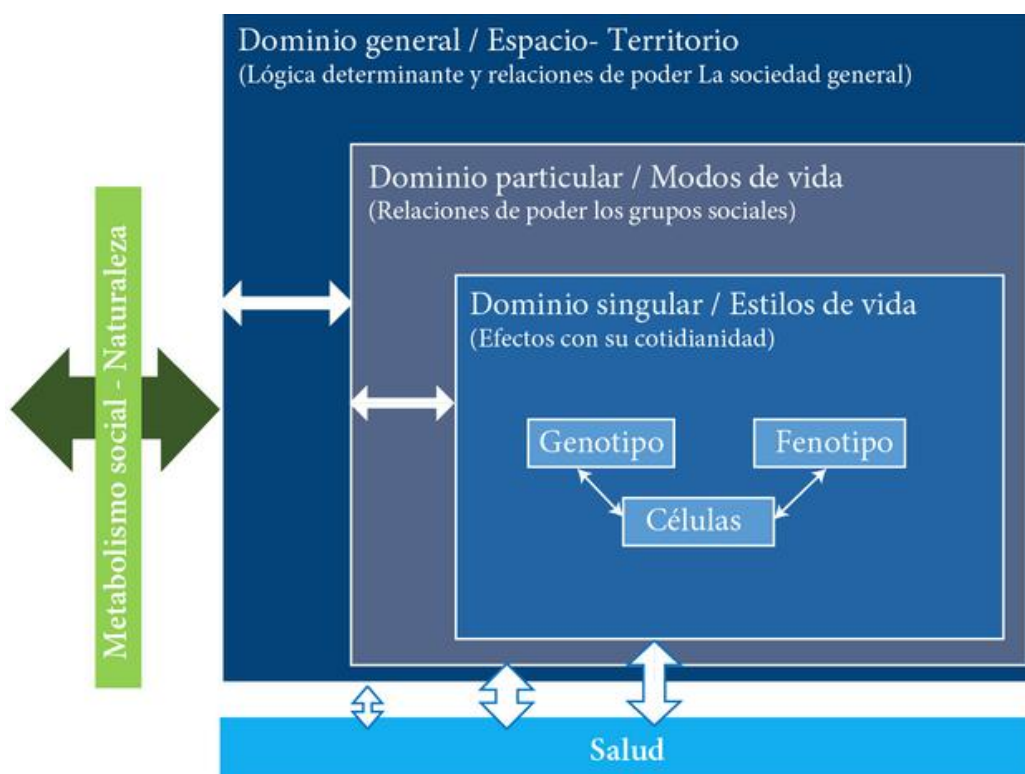 Dominio general / Espacio- Territorio
(Lógica determinante y relaciones de poder La sociedad general)
Dominio particular / Modos de vida
(Relaciones de poder los grupos sociales)
Dominio singular / Estilos de vida
(Efectos con su cotidianidad)
Genotipo
Fenotipo
Células
Metabolismo social - Naturaleza
Salud